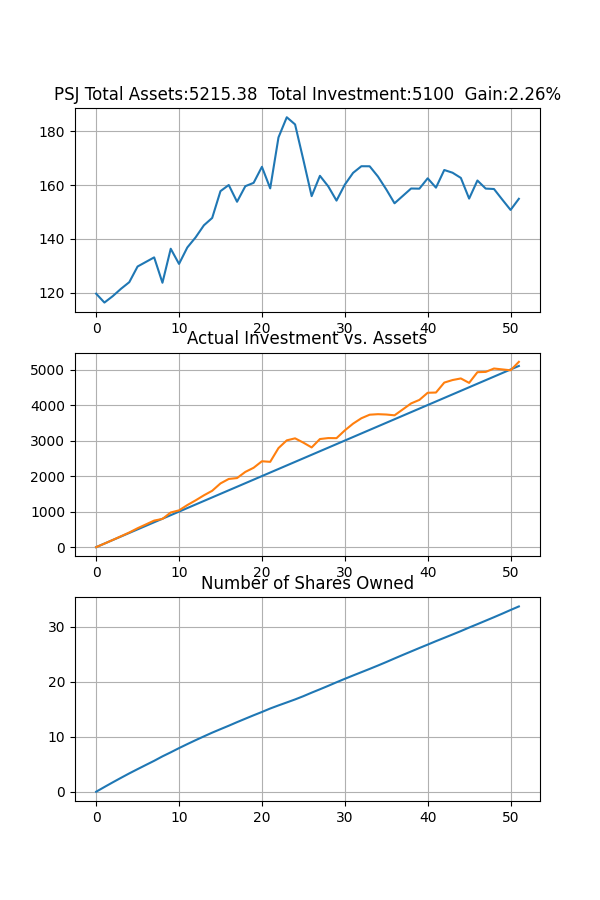 PSJ Total Assets:5215.38  Total Investment:5100  Gain:2.26%
180
160
140
120
0 10 20 30 40 50
Actual Investment vs. Assets
5000
4000
3000
2000
1000
0
0 10 20 30 40 50
Number of Shares Owned
30
20
10
0
0 10 20 30 40 50